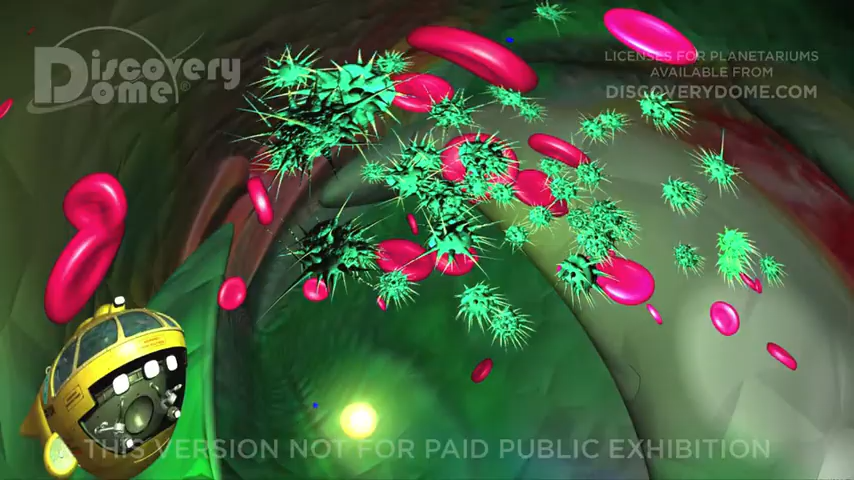 Discovery
Dome®
LICENSES FOR PLANETARIUMS
AVAILABLE FROM
DISCOVERYDOME.COM
THIS VERSION NOT FOR PAID PUBLIC EXHIBITION